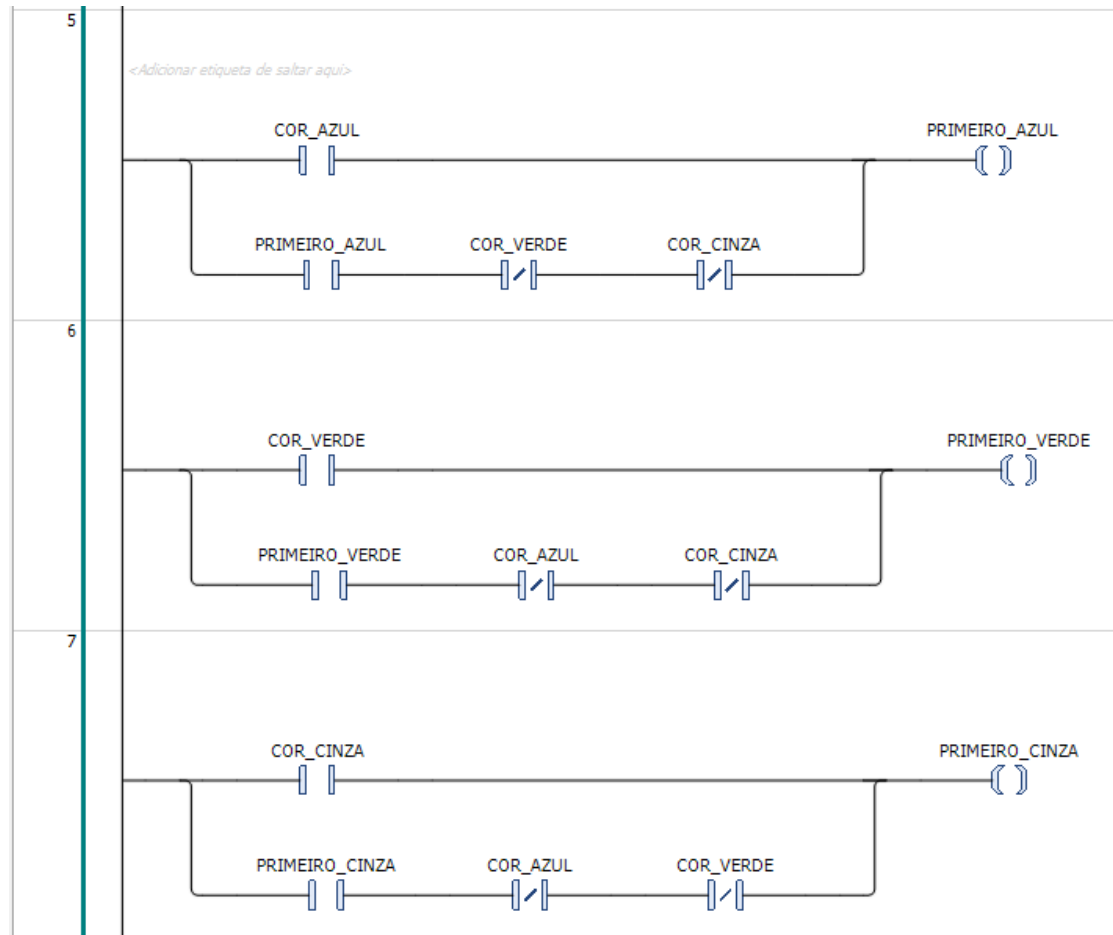 5
<Adicionar etiqueta de saltar aqui>
COR_AZUL PRIMEIRO_AZUL
PRIMEIRO_AZUL COR_VERDE COR_CINZA
6
COR_VERDE PRIMEIRO_VERDE
PRIMEIRO_VERDE COR_AZUL COR_CINZA
7
COR_CINZA PRIMEIRO_CINZA
PRIMEIRO_CINZA COR_AZUL COR_VERDE